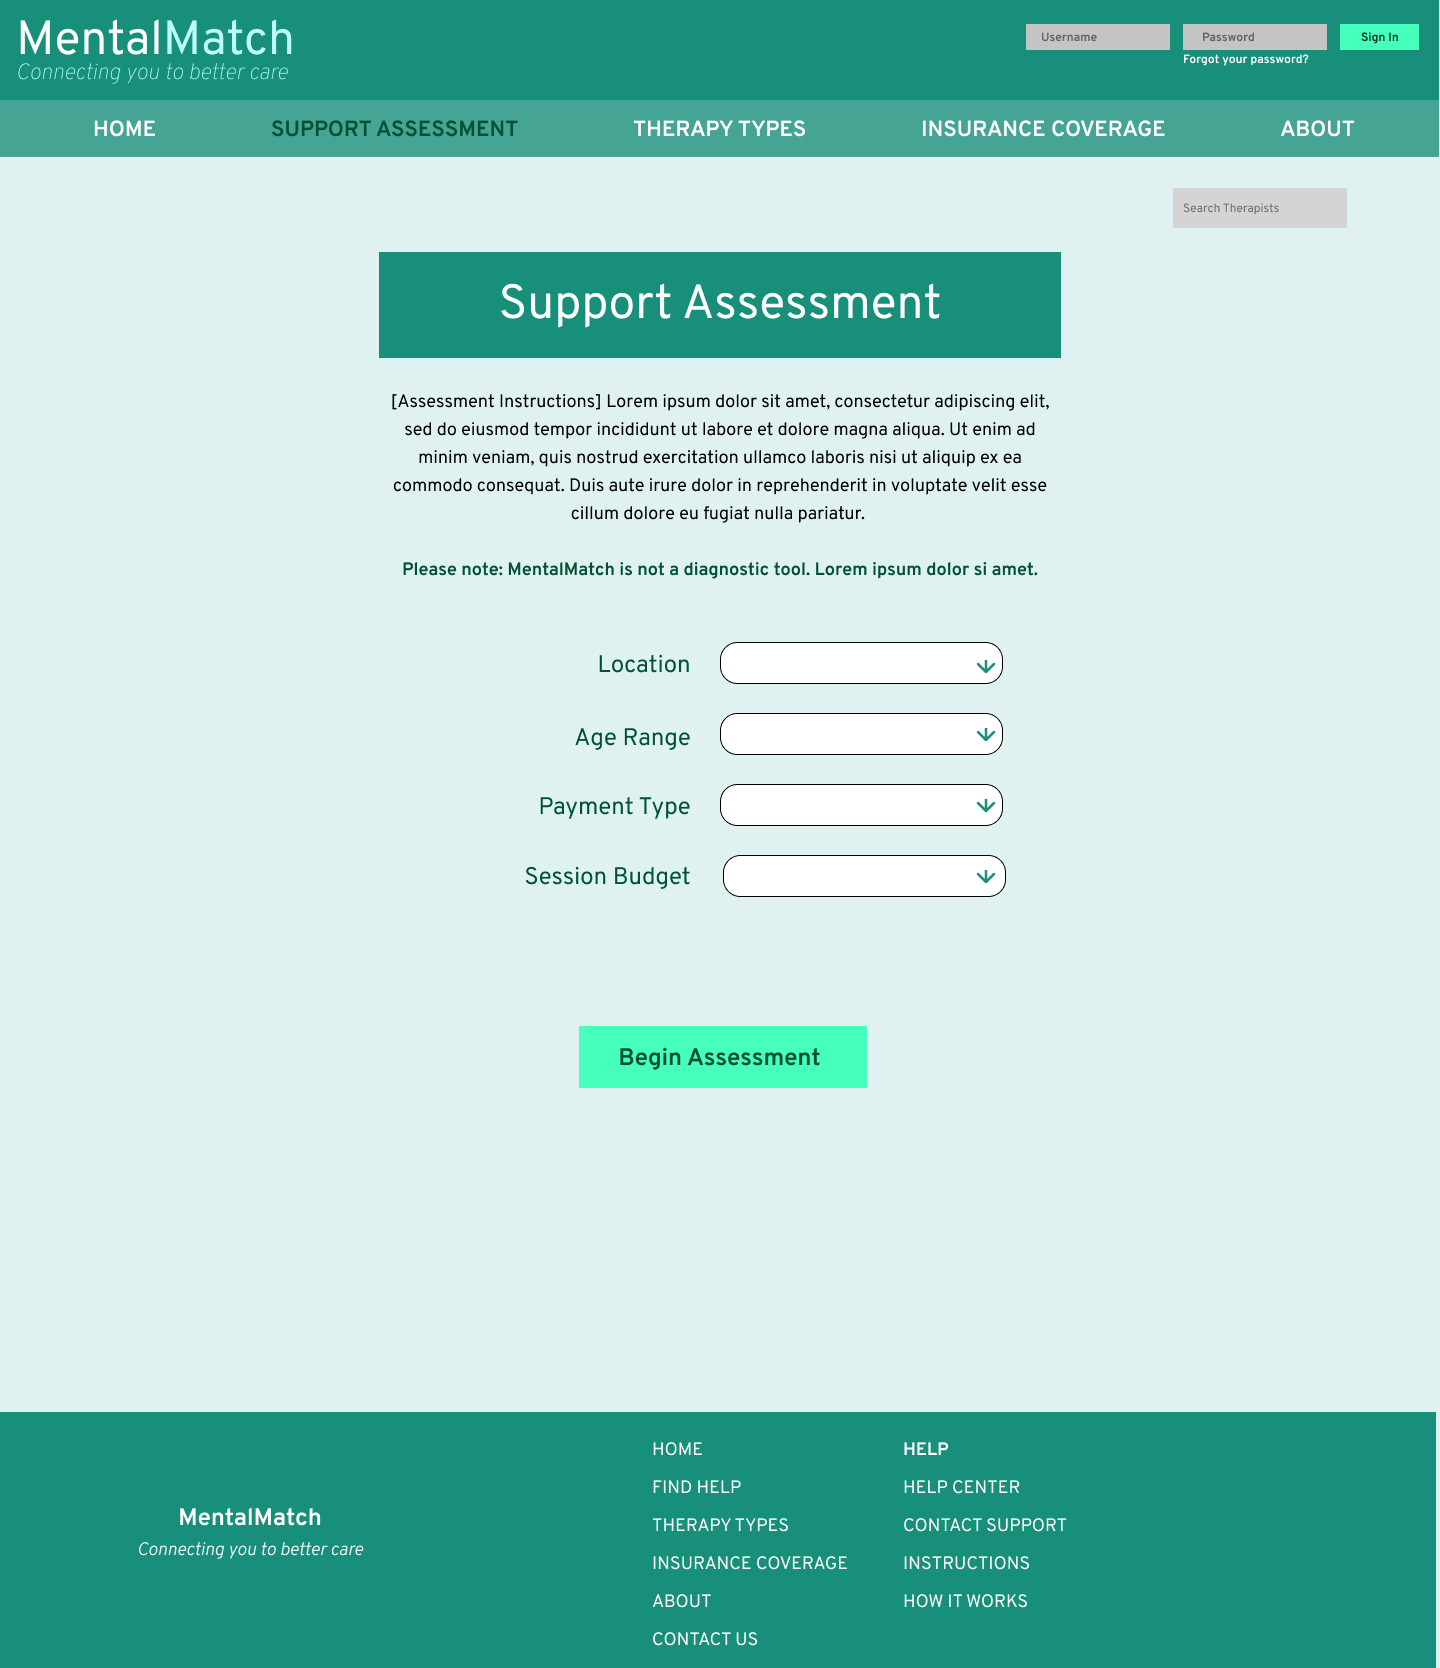 MentalMatch
Connecting you to better care
Username
Password
Sign In
Forgot your password?
HOME
SUPPORT ASSESSMENT
THERAPY TYPES
INSURANCE COVERAGE
ABOUT
Search Therapists
Support Assessment
[Assessment Instructions] Lorem ipsum dolor sit amet, consectetur adipiscing elit,
sed do eiusmod tempor incididunt ut labore et dolore magna aliqua. Ut enim ad
minim veniam, quis nostrud exercitation ullamco laboris nisi ut aliquip ex ea
commodo consequat. Duis aute irure dolor in reprehenderit in voluptate velit esse
cillum dolore eu fugiat nulla pariatur.
Please note: MentalMatch is not a diagnostic tool. Lorem ipsum dolor si amet.
Location
Age Range
Payment Type
Session Budget
Begin Assessment
MentalMatch
Connecting you to better care
HOME
FIND HELP
THERAPY TYPES
INSURANCE COVERAGE
ABOUT
CONTACT US
HELP
HELP CENTER
CONTACT SUPPORT
INSTRUCTIONS
HOW IT WORKS